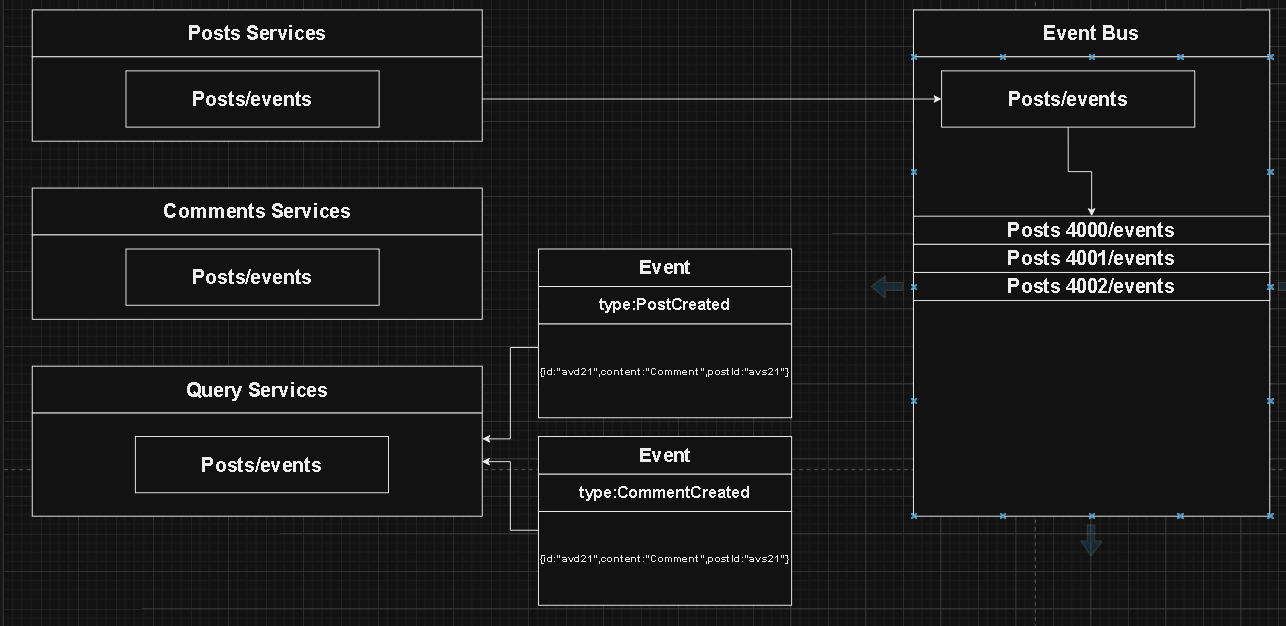 Posts Services
Posts/events
Comments Services
Posts/events
Query Services
Posts/events
Event
type:PostCreated
{id:"avd21",content:"Comment",postId:"avs21"}
Event
type:CommentCreated
{id:"avd21",content:"Comment",postId:"avs21"}
Event Bus
Posts/events
Posts 4000/events
Posts 4001/events
Posts 4002/events